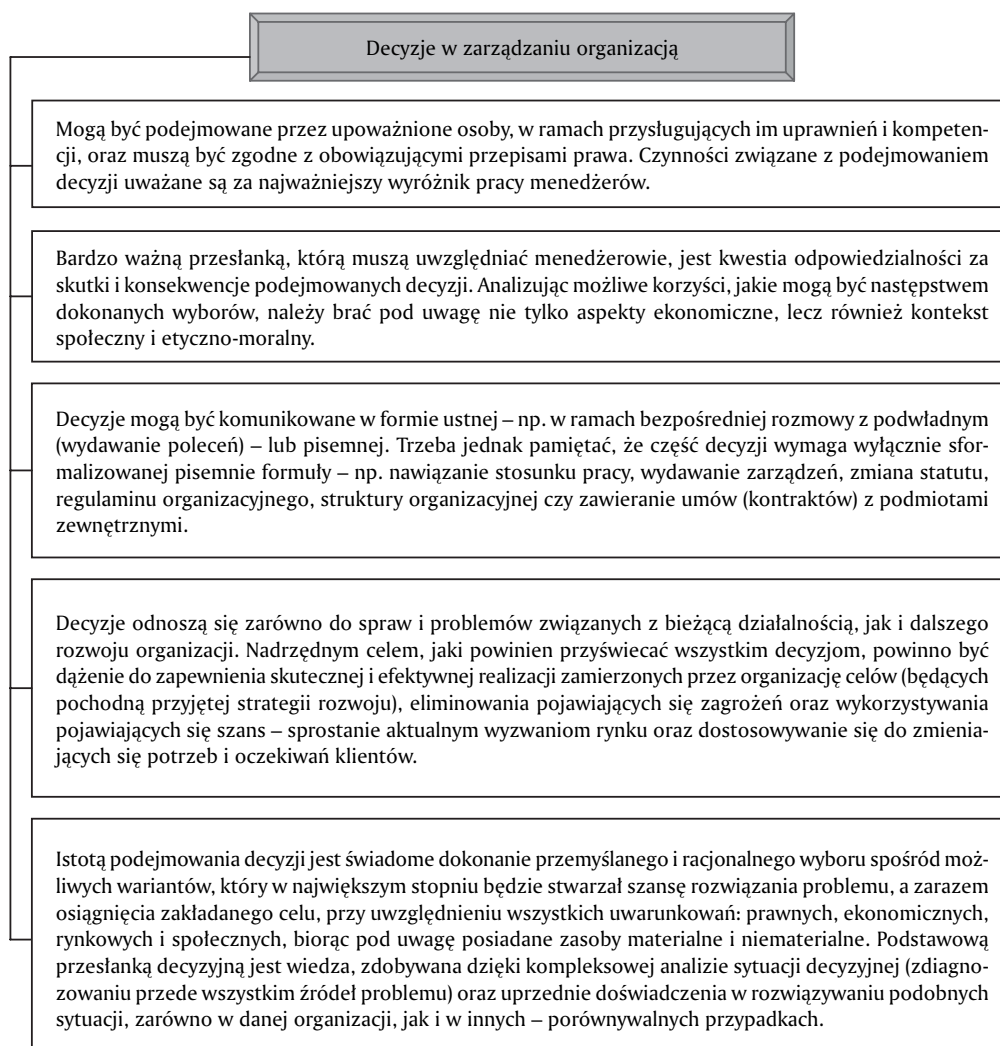 Decyzje w zarządzaniu organizacją
Mogą być podejmowane przez upoważnione osoby, w ramach przysługujących im uprawnień i kompeten-
cji, oraz muszą być zgodne z obowiązującymi przepisami prawa. Czynności związane z podejmowaniem
decyzji uważane są za najważniejszy wyróżnik pracy menedżerów.
Bardzo ważną przesłanką, którą muszą uwzględniać menedżerowie, jest kwestia odpowiedzialności za
skutki i konsekwencje podejmowanych decyzji. Analizując możliwe korzyści, jakie mogą być następstwem
dokonanych wyborów, należy brać pod uwagę nie tylko aspekty ekonomiczne, lecz również kontekst
społeczny i etyczno-moralny.
Decyzje mogą być komunikowane w formie ustnej – np. w ramach bezpośredniej rozmowy z podwładnym
(wydawanie poleceń) – lub pisemnej. Trzeba jednak pamiętać, że część decyzji wymaga wyłącznie sfor-
malizowanej pisemnie formuły – np. nawiązanie stosunku pracy, wydawanie zarządzeń, zmiana statutu,
regulaminu organizacyjnego, struktury organizacyjnej czy zawieranie umów (kontraktów) z podmiotami
zewnętrznymi.
Decyzje odnoszą się zarówno do spraw i problemów związanych z bieżącą działalnością, jak i dalszego
rozwoju organizacji. Nadrzędnym celem, jaki powinien przyświecać wszystkim decyzjom, powinno być
dążenie do zapewnienia skutecznej i efektywnej realizacji zamierzonych przez organizację celów (będących
pochodną przyjętej strategii rozwoju), eliminowania pojawiających się zagrożeń oraz wykorzystywania
pojawiających się szans – sprostanie aktualnym wyzwaniom rynku oraz dostosowywanie się do zmienia-
jących się potrzeb i oczekiwań klientów.
Istotą podejmowania decyzji jest świadome dokonanie przemyślanego i racjonalnego wyboru spośród moż-
liwych wariantów, który w największym stopniu będzie stwarzał szansę rozwiązania problemu, a zarazem
osiągnięcia zakładanego celu, przy uwzględnieniu wszystkich uwarunkowań: prawnych, ekonomicznych,
rynkowych i społecznych, biorąc pod uwagę posiadane zasoby materialne i niematerialne. Podstawową
przesłanką decyzyjną jest wiedza, zdobywana dzięki kompleksowej analizie sytuacji decyzyjnej (zdiagno-
zowaniu przede wszystkim źródeł problemu) oraz uprzednie doświadczenia w rozwiązywaniu podobnych
sytuacji, zarówno w danej organizacji, jak i w innych – porównywalnych przypadkach.